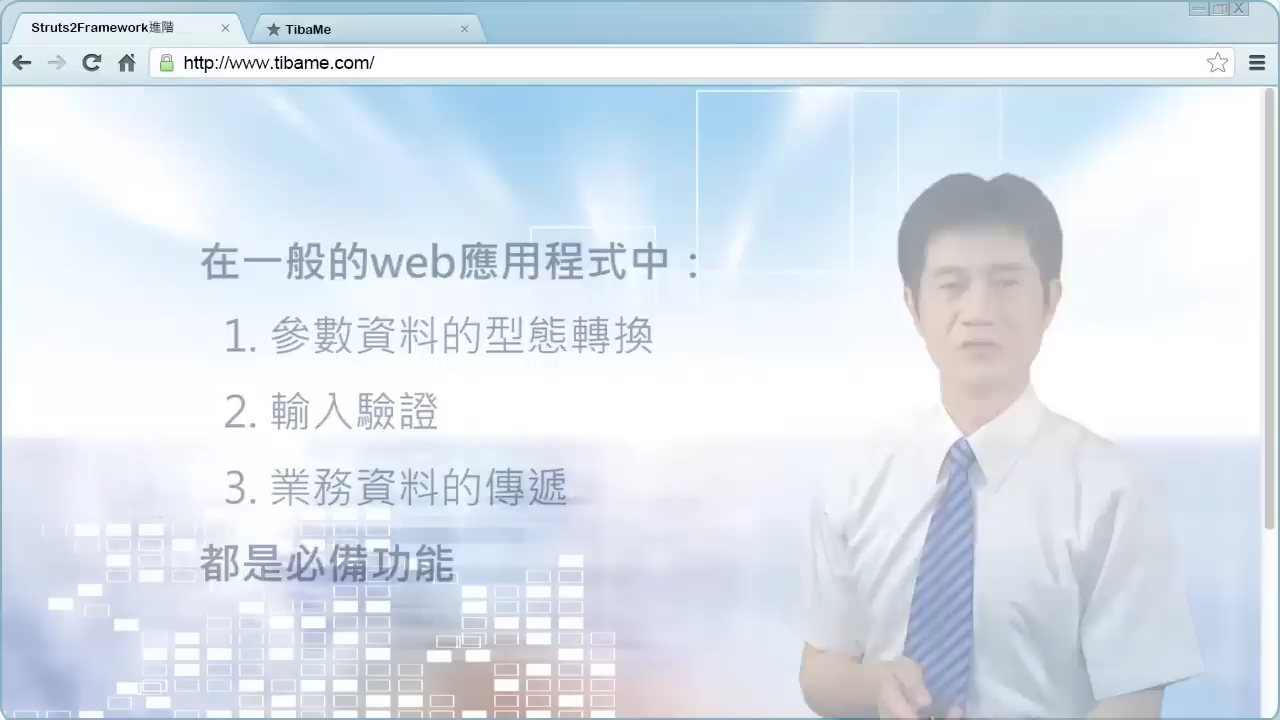 Struts2Framework進階
TibaMe
http://www.tibame.com/
在一般的web應用程式中：
1. 參數資料的型態轉換
2. 輸入驗證
3. 業務資料的傳遞
都是必備功能